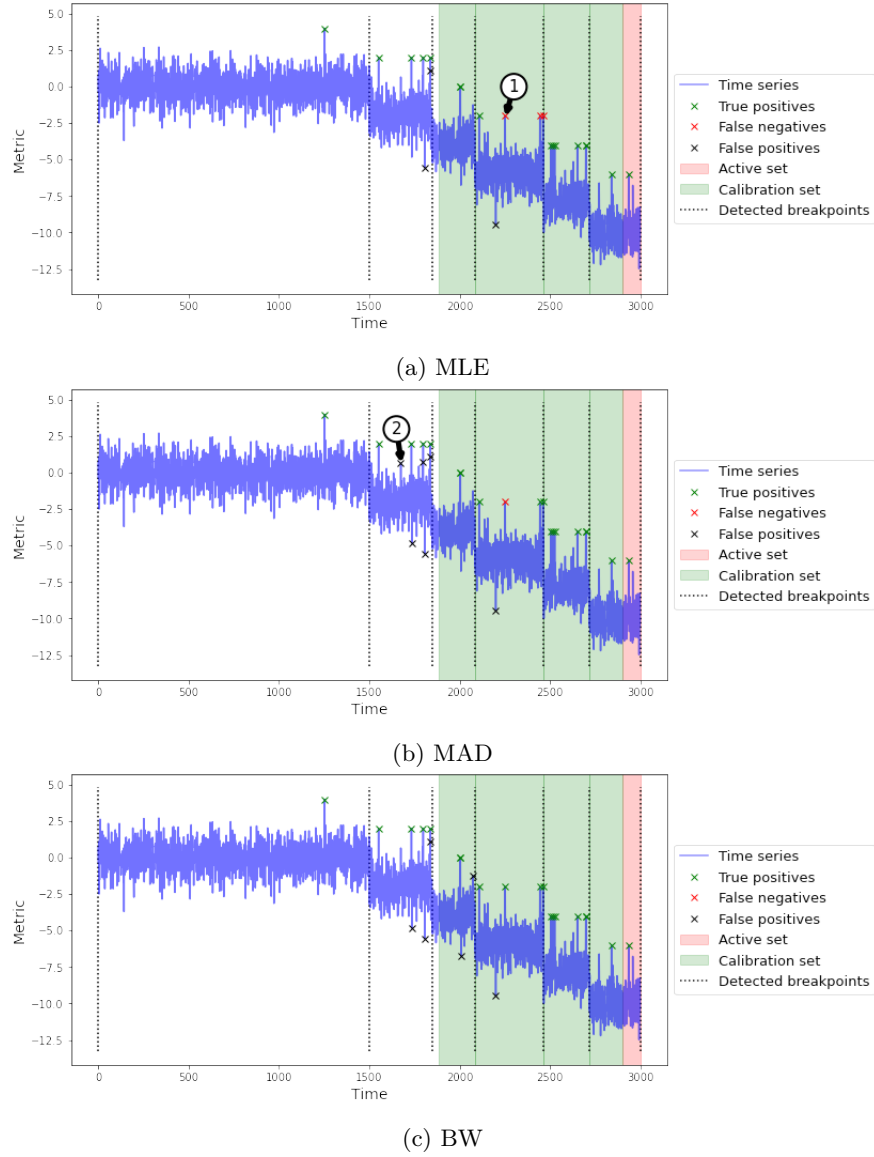 5.0
2.5
0.0
−2.5
−5.0
−7.5
−10.0
−12.5
Metric
1
0 500 1000 1500 2000 2500 3000
Time
Time series
True positives
False negatives
False positives
Active set
Calibration set
Detected breakpoints
(a) MLE
5.0
2.5
0.0
−2.5
−5.0
−7.5
−10.0
−12.5
Metric
2
0 500 1000 1500 2000 2500 3000
Time
Time series
True positives
False negatives
False positives
Active set
Calibration set
Detected breakpoints
(b) MAD
5.0
2.5
0.0
−2.5
−5.0
−7.5
−10.0
−12.5
Metric
0 500 1000 1500 2000 2500 3000
Time
Time series
True positives
False negatives
False positives
Active set
Calibration set
Detected breakpoints
(c) BW